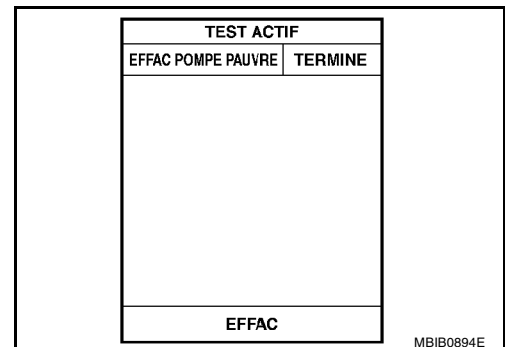 TEST ACTIF
EFFAC POMPE PAUVRE TERMINE
EFFAC
MBIB0894E